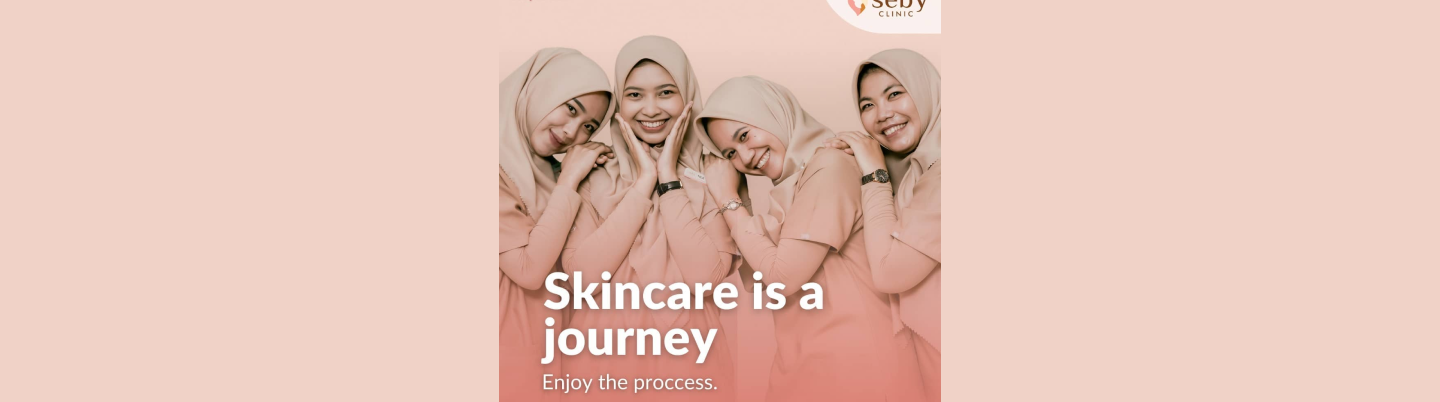 seby
CLINIC
Skincare is a
journey
Enjoy the proccess.